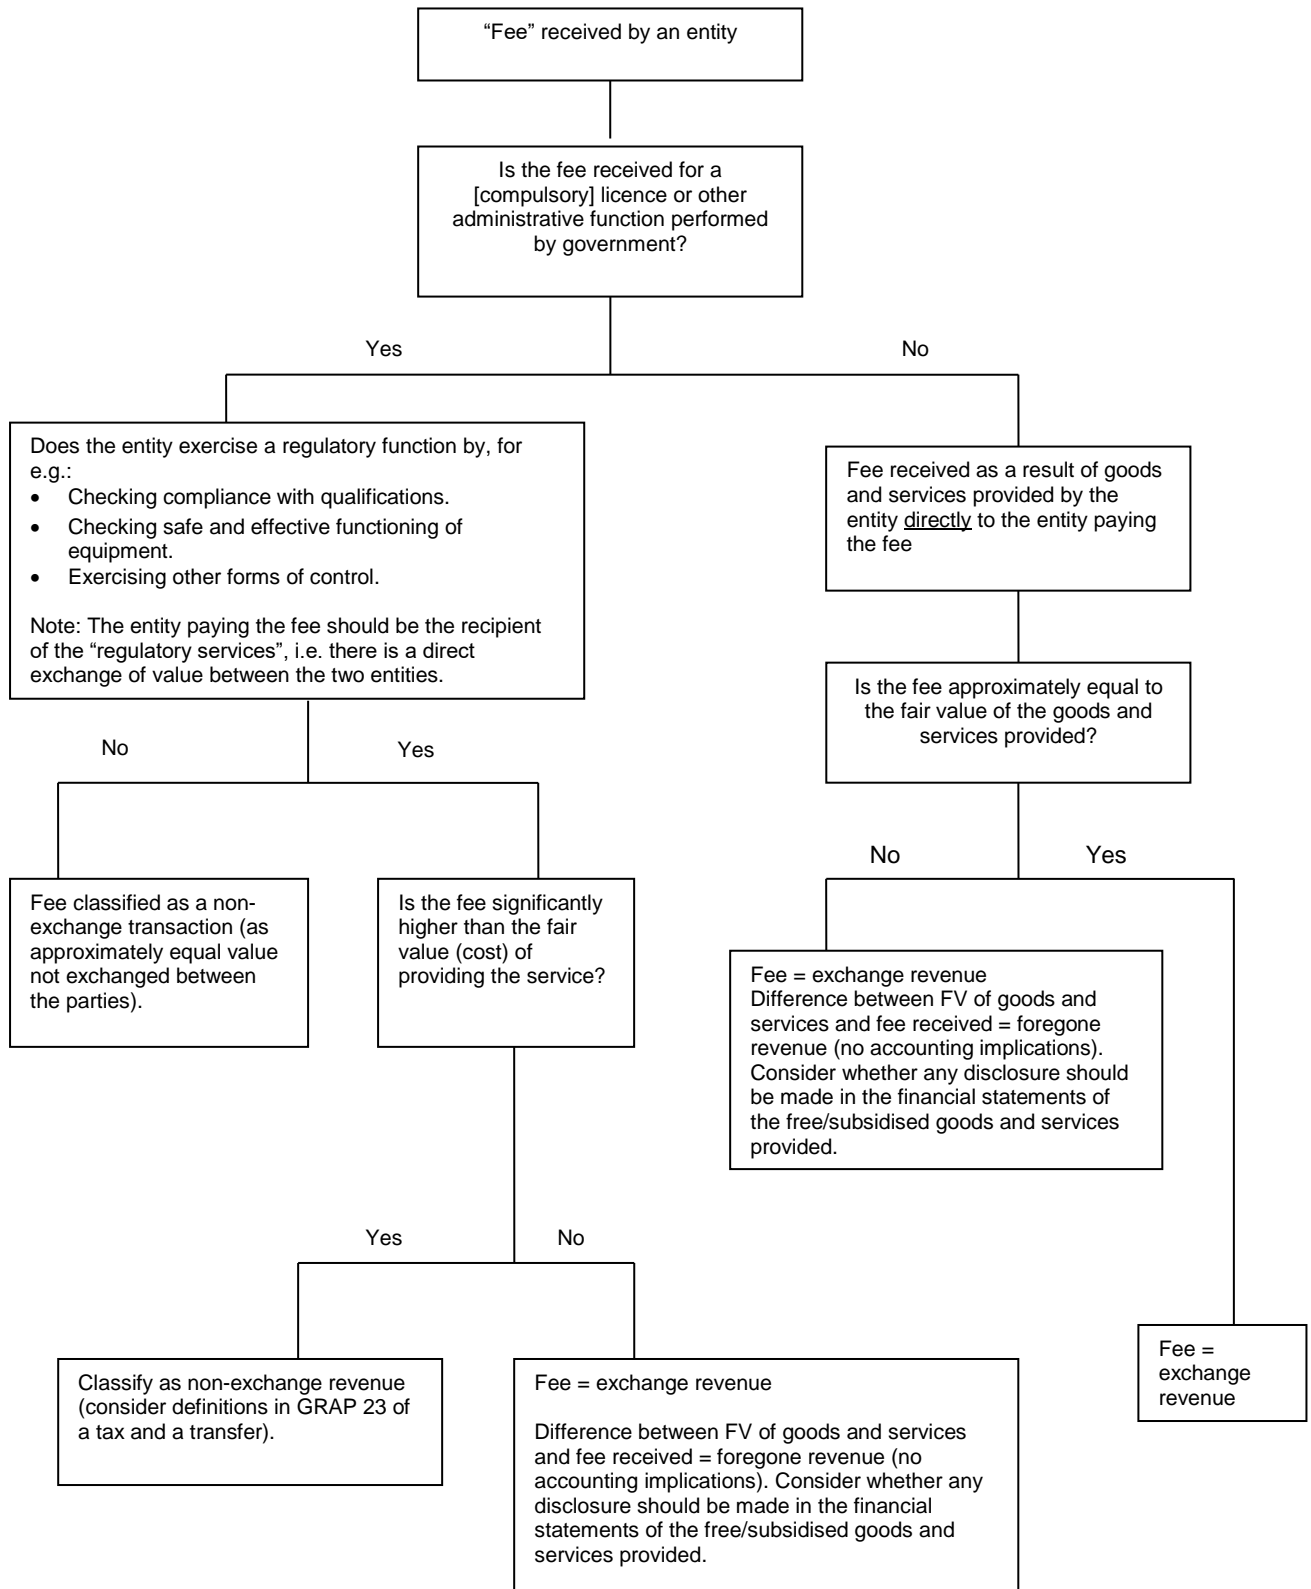 “Fee” received by an entity
Is the fee received for a
[compulsory] licence or other
administrative function performed
by government?
Yes
No
Does the entity exercise a regulatory function by, for
e.g.:
• Checking compliance with qualifications.
• Checking safe and effective functioning of
equipment.
• Exercising other forms of control.
Note: The entity paying the fee should be the recipient
of the “regulatory services”, i.e. there is a direct
exchange of value between the two entities.
Fee received as a result of goods
and services provided by the
entity directly to the entity paying
the fee
Is the fee approximately equal to
the fair value of the goods and
services provided?
No
Yes
No
Yes
Fee classified as a non-
exchange transaction (as
approximately equal value
not exchanged between
the parties).
Is the fee significantly
higher than the fair
value (cost) of
providing the service?
Fee = exchange revenue
Difference between FV of goods and
services and fee received = foregone
revenue (no accounting implications).
Consider whether any disclosure should
be made in the financial statements of
the free/subsidised goods and services
provided.
Yes
No
Classify as non-exchange revenue
(consider definitions in GRAP 23 of
a tax and a transfer).
Fee = exchange revenue
Difference between FV of goods and services
and fee received = foregone revenue (no
accounting implications). Consider whether any
disclosure should be made in the financial
statements of the free/subsidised goods and
services provided.
Fee =
exchange
revenue